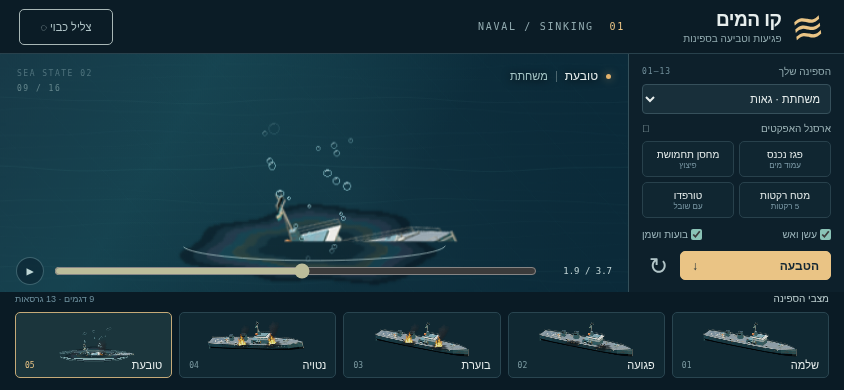 קו המים
פגיעות וטביעה בספינות
NAVAL / SINKING 01
צליל כבוי
הספינה שלך
01–13
משחתת · גאות
ארסנל האפקטים
פגז נכנס
עמוד מים
מחסן תחמושת
פיצוץ
מטח רקטות
5 רקטות
טורפדו
עם שובל
עשן ואש
בועות ושמן
הטבעה ↓
↻
SEA STATE 02
09 / 16
טובעת | משחתת
1.9 / 3.7
מצבי הספינה
9 דגמים · 13 גרסאות
שלמה
01
פגועה
02
בוערת
03
נטויה
04
טובעת
05